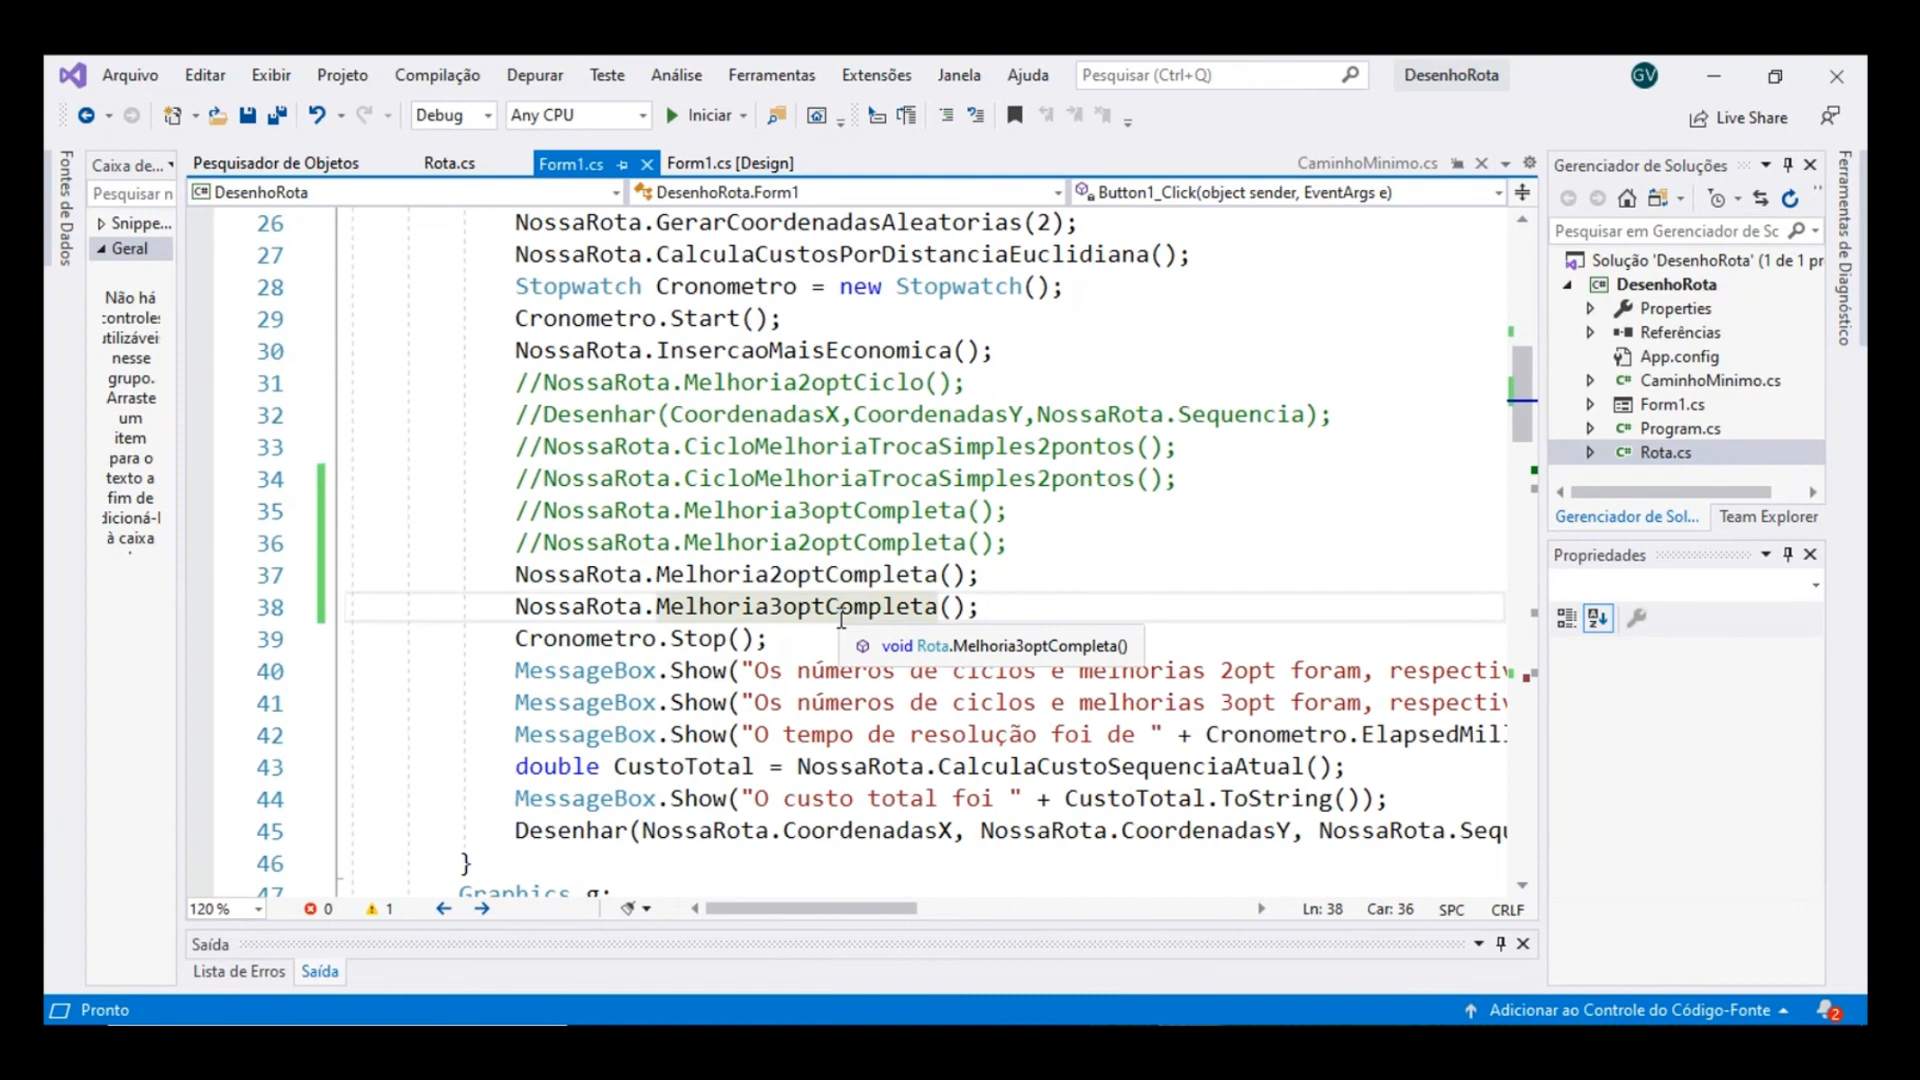 Arquivo Editar Exibir Projeto Compilação Depurar Teste Análise Ferramentas Extensões Janela Ajuda Pesquisar (Ctrl+Q) DesenhoRota GV
Debug Any CPU Iniciar Live Share
Fontes de Dados
Caixa de...
Pesquisar n
Snippe...
Geral
Não há
controle
utilizávei
nesse
grupo.
Arraste
um
item
para o
texto a
fim de
dicioná-l
à caixa
Pesquisador de Objetos Rota.cs Form1.cs Form1.cs [Design] CaminhoMinimo.cs
DesenhoRota DesenhoRota.Form1 Button1_Click(object sender, EventArgs e)
26 NossaRota.GerarCoordenadasAleatorias(2);
27 NossaRota.CalculaCustosPorDistanciaEuclidiana();
28 Stopwatch Cronometro = new Stopwatch();
29 Cronometro.Start();
30 NossaRota.InsercaoMaisEconomica();
31 //NossaRota.Melhoria2optCiclo();
32 //Desenhar(CoordenadasX,CoordenadasY,NossaRota.Sequencia);
33 //NossaRota.CicloMelhoriaTrocaSimples2pontos();
34 //NossaRota.CicloMelhoriaTrocaSimples2pontos();
35 //NossaRota.Melhoria3optCompleta();
36 //NossaRota.Melhoria2optCompleta();
37 NossaRota.Melhoria2optCompleta();
38 NossaRota.Melhoria3optCompleta();
39 Cronometro.Stop();
void Rota.Melhoria3optCompleta()
40 MessageBox.Show("Os números de ciclos e melhorias 2opt foram, respectiv
41 MessageBox.Show("Os números de ciclos e melhorias 3opt foram, respectiv
42 MessageBox.Show("O tempo de resolução foi de " + Cronometro.ElapsedMill
43 double CustoTotal = NossaRota.CalculaCustoSequenciaAtual();
44 MessageBox.Show("O custo total foi " + CustoTotal.ToString());
45 Desenhar(NossaRota.CoordenadasX, NossaRota.CoordenadasY, NossaRota.Sequ
46 }
47 Graphics g;
120 % 0 1 Ln: 38 Car: 36 SPC CRLF
Saída
Lista de Erros Saída
Gerenciador de Soluções
Pesquisar em Gerenciador de Sc
Solução 'DesenhoRota' (1 de 1 pr
DesenhoRota
Properties
Referências
App.config
CaminhoMinimo.cs
Form1.cs
Program.cs
Rota.cs
Gerenciador de Sol... Team Explorer
Propriedades
Ferramentas de Diagnóstico
Pronto Adicionar ao Controle do Código-Fonte 2